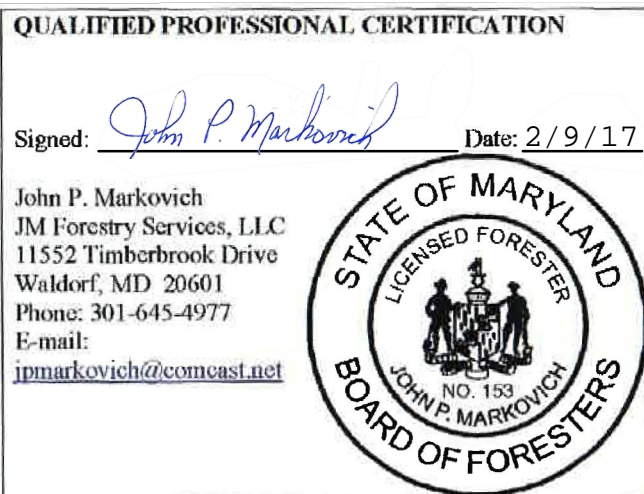 QUALIFIED PROFESSIONAL CERTIFICATION
Signed: John P. Markovich Date: 2/9/17
John P. Markovich
JM Forestry Services, LLC
11552 Timberbrook Drive
Waldorf, MD 20601
Phone: 301-645-4977
E-mail:
jpmarkovich@comcast.net
STATE OF MARYLAND
LICENSED FORESTER
NO. 153
JOHN P. MARKOVICH
BOARD OF FORESTERS